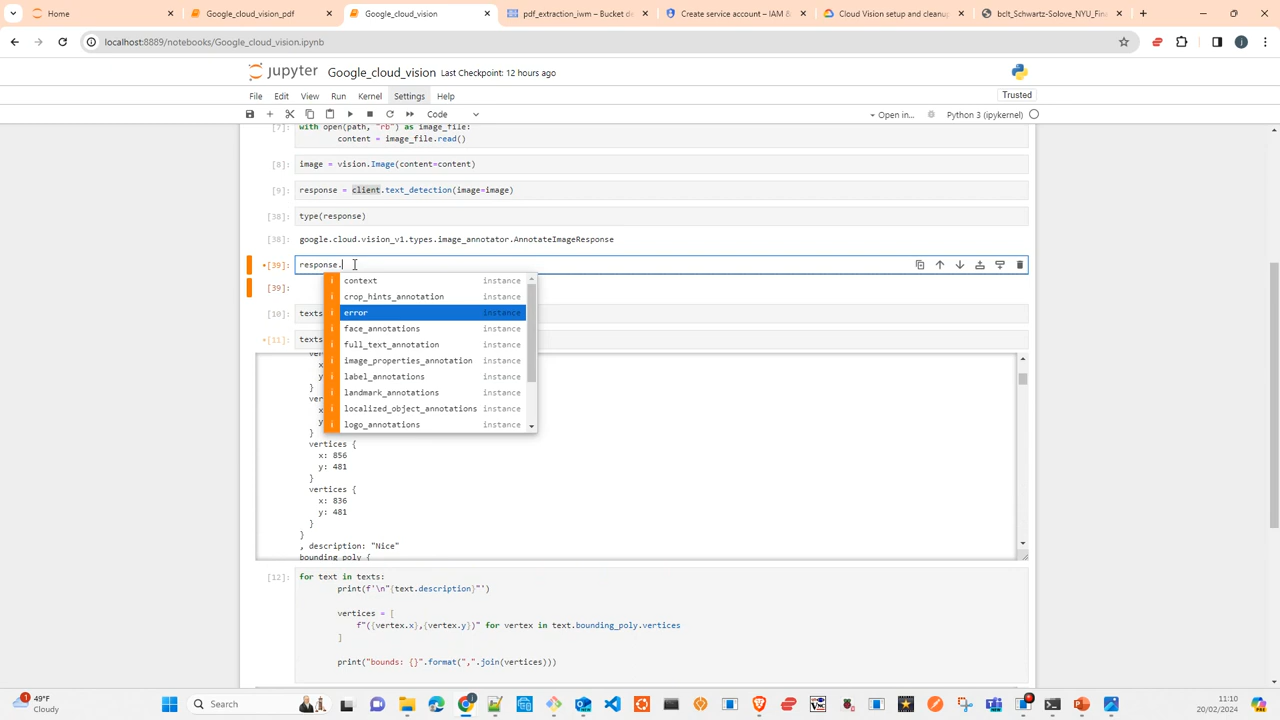 Home
Google_cloud_vision_pdf
Google_cloud_vision
pdf_extraction_iwm – Bucket de
Create service account – IAM &
Cloud Vision setup and cleanup
bclt_Schwartz-Solove_NYU_Fina
localhost:8889/notebooks/Google_cloud_vision.ipynb
jupyter Google_cloud_vision Last Checkpoint: 12 hours ago
File Edit View Run Kernel Settings Help Trusted
Code Open in... Python 3 (ipykernel)
[7]: with open(path, "rb") as image_file:
content = image_file.read()
[8]: image = vision.Image(content=content)
[9]: response = client.text_detection(image=image)
[38]: type(response)
[38]: google.cloud.vision_v1.types.image_annotator.AnnotateImageResponse
[39]: response.
context instance
[39]:
crop_hints_annotation instance
[10]: texts
error instance
face_annotations instance
[11]: texts
full_text_annotation instance
image_properties_annotation instance
label_annotations instance
landmark_annotations instance
localized_object_annotations instance
logo_annotations instance
ver
x
y
}
ver
x
y
}
vertices {
x: 856
y: 481
}
vertices {
x: 836
y: 481
}
}
, description: "Nice"
bounding_poly {
[12]: for text in texts:
print(f'\n"{text.description}"')
vertices = [
f"({vertex.x},{vertex.y})" for vertex in text.bounding_poly.vertices
]
print("bounds: {}".format(",".join(vertices)))
49°F
Cloudy
Search
11:10
20/02/2024